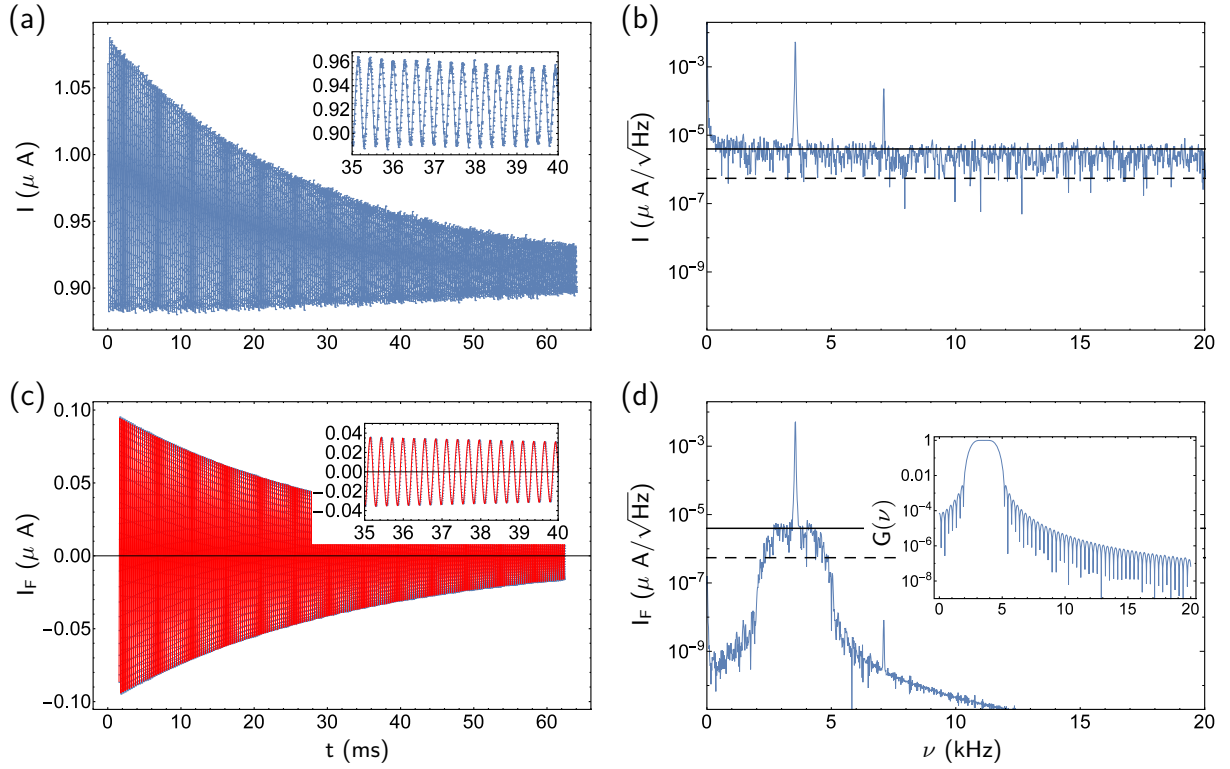 (a)
I (μ A)
1.05
1.00
0.95
0.90
0 10 20 30 40 50 60
0.96
0.94
0.92
0.90
35 36 37 38 39 40
(b)
I (μ A/√Hz)
10⁻³
10⁻⁵
10⁻⁷
10⁻⁹
0 5 10 15 20
(c)
I_F (μ A)
0.10
0.05
0.00
-0.05
-0.10
0 10 20 30 40 50 60
t (ms)
0.04
0.02
0.00
-0.02
-0.04
35 36 37 38 39 40
(d)
I_F (μ A/√Hz)
10⁻³
10⁻⁵
10⁻⁷
10⁻⁹
0 5 10 15 20
ν (kHz)
G(ν)
1
0.01
10⁻⁴
10⁻⁶
10⁻⁸
0 5 10 15 20